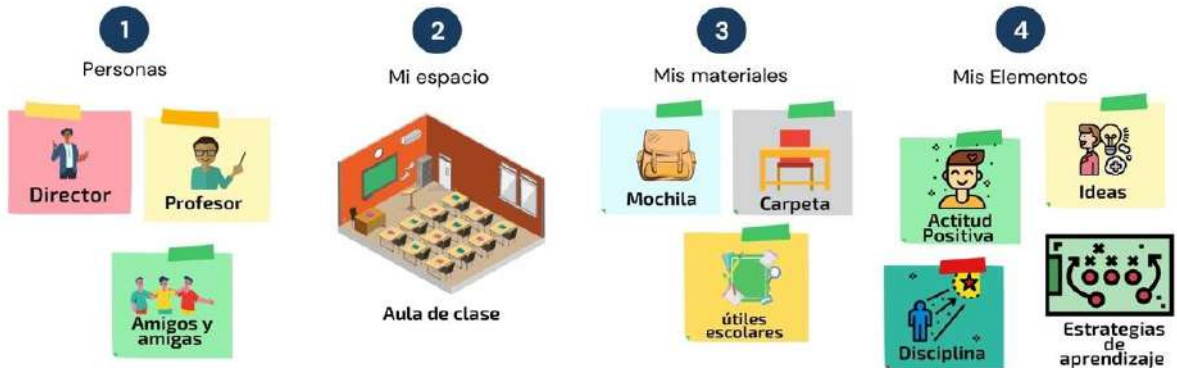 1
Personas
Director
Profesor
Amigos y
amigas
2
Mi espacio
Aula de clase
3
Mis materiales
Mochila
Carpeta
útiles
escolares
4
Mis Elementos
Actitud
Positiva
Ideas
Disciplina
Estrategias
de
aprendizaje